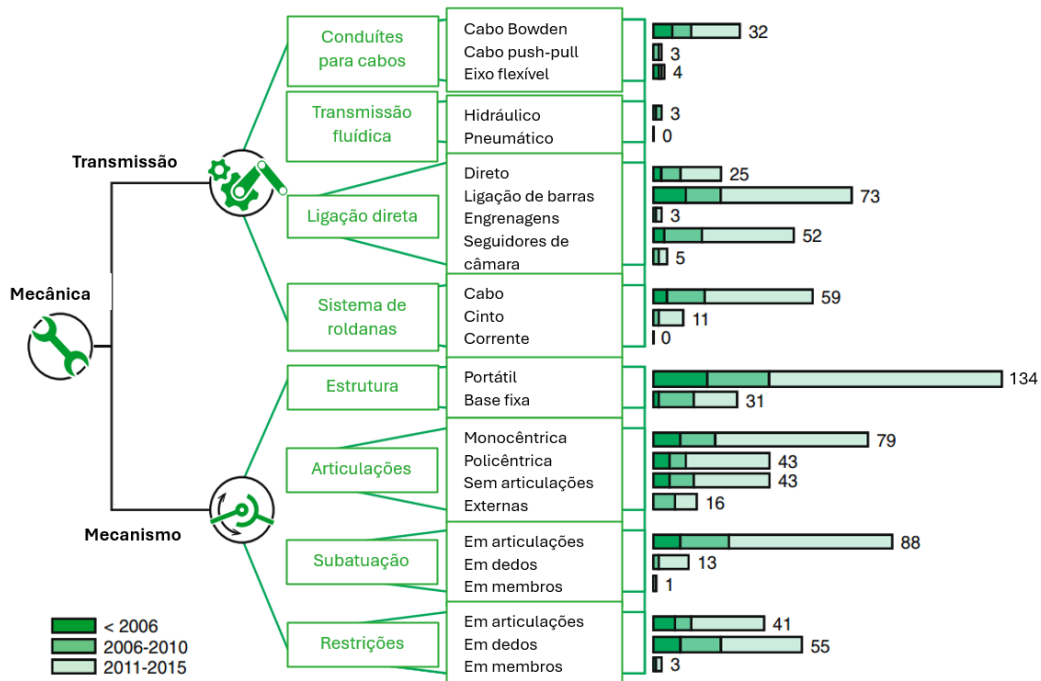 Mecânica
Transmissão
Conduítes
para cabos
Cabo Bowden 32
Cabo push-pull 3
Eixo flexível 4
Transmissão
fluídica
Hidráulico 3
Pneumático 0
Ligação direta
Direto 25
Ligação de barras 73
Engrenagens 3
Seguidores de 52
câmara 5
Sistema de
roldanas
Cabo 59
Cinto 11
Corrente 0
Mecanismo
Estrutura
Portátil 134
Base fixa 31
Articulações
Monocêntrica 79
Policêntrica 43
Sem articulações 43
Externas 16
Subatuação
Em articulações 88
Em dedos 13
Em membros 1
Restrições
Em articulações 41
Em dedos 55
Em membros 3
< 2006
2006-2010
2011-2015